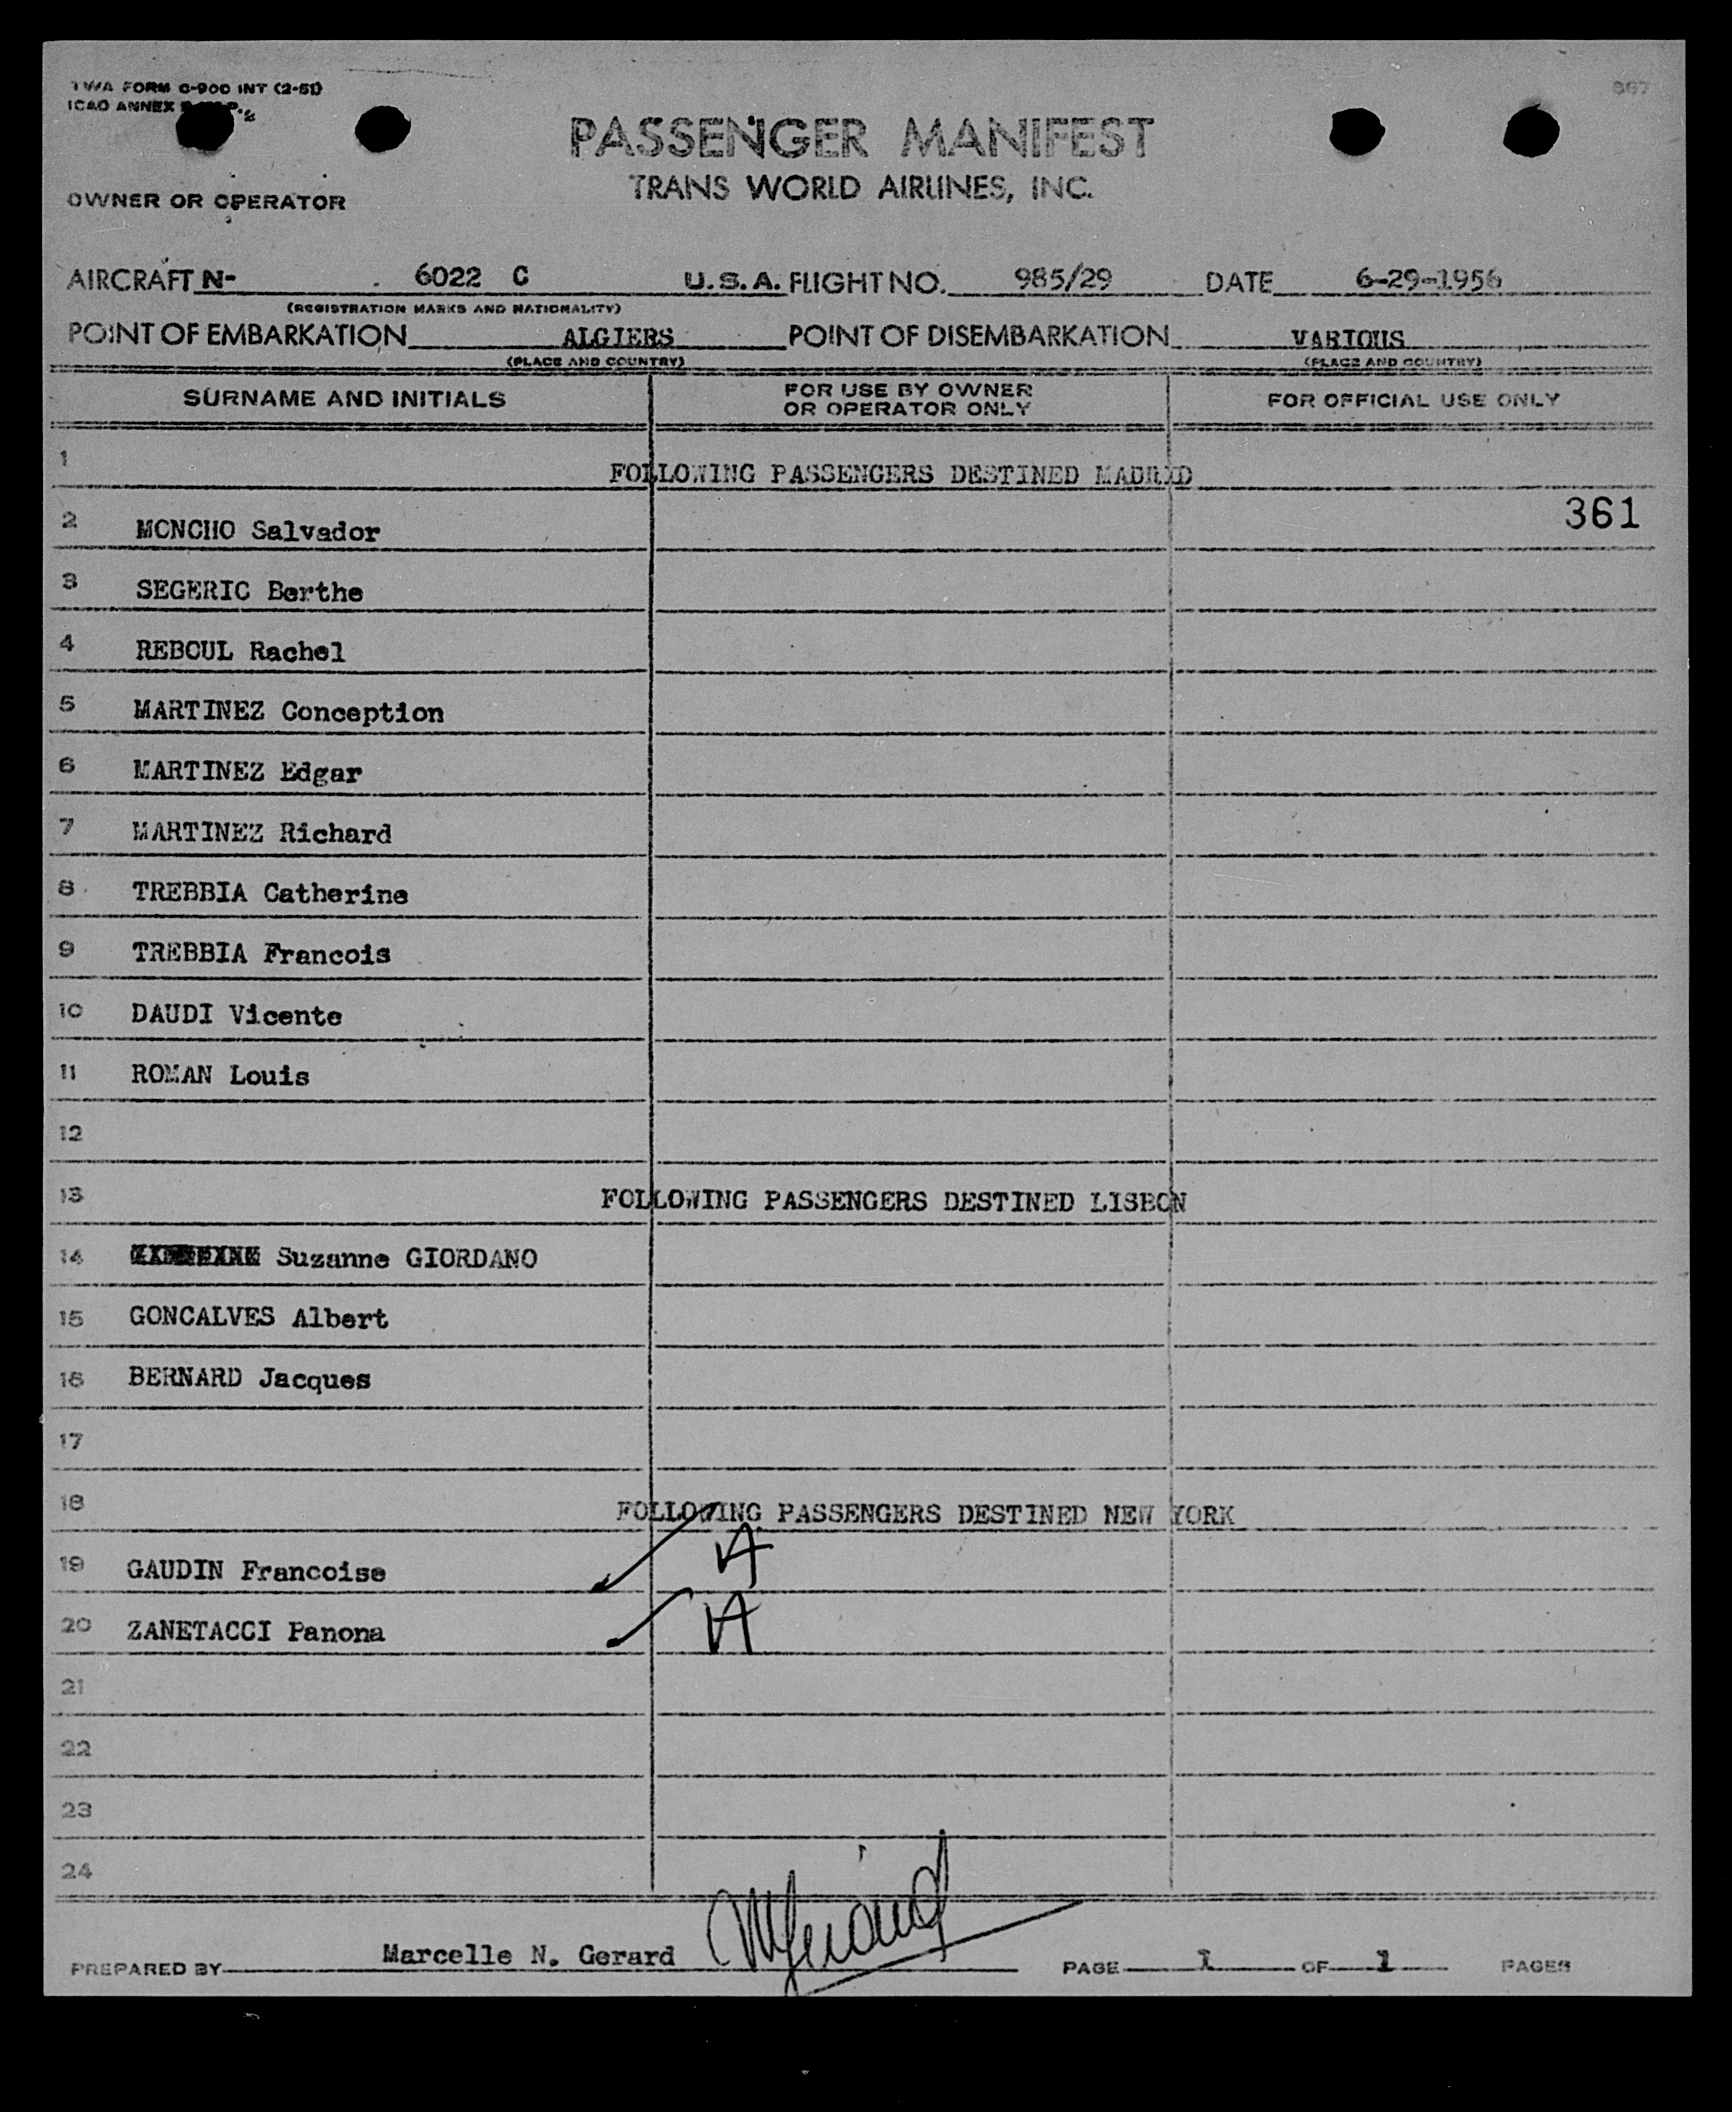 TWA FORM O-900 INT (2-51)
ICAO ANNEX
867
PASSENGER MANIFEST
TRANS WORLD AIRLINES, INC.
OWNER OR OPERATOR
AIRCRAFT N- 6022 C U.S.A. FLIGHT NO. 985/29 DATE 6-29-1956
(REGISTRATION MARKS AND NATIONALITY)
POINT OF EMBARKATION ALGIERS POINT OF DISEMBARKATION VARIOUS
(PLACE AND COUNTRY) (PLACE AND COUNTRY)
SURNAME AND INITIALS FOR USE BY OWNER OR OPERATOR ONLY FOR OFFICIAL USE ONLY
1 FOLLOWING PASSENGERS DESTINED MADRID
361
2 MONCHO Salvador
3 SEGERIC Berthe
4 REBOUL Rachel
5 MARTINEZ Conception
6 MARTINEZ Edgar
7 MARTINEZ Richard
8 TREBBIA Catherine
9 TREBBIA Francois
10 DAUDI Vicente
11 ROMAN Louis
12
13 FOLLOWING PASSENGERS DESTINED LISBON
14 Suzanne GIORDANO
15 GONCALVES Albert
16 BERNARD Jacques
17
18 FOLLOWING PASSENGERS DESTINED NEW YORK
19 GAUDIN Francoise
20 ZANETACCI Panona
21
22
23
24
PREPARED BY Marcelle N. Gerard MGerard PAGE 1 OF 1 PAGES